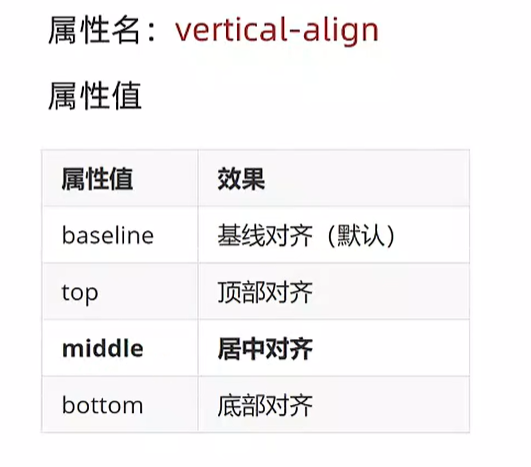 属性名：vertical-align
属性值
属性值 效果
baseline 基线对齐（默认）
top 顶部对齐
middle 居中对齐
bottom 底部对齐